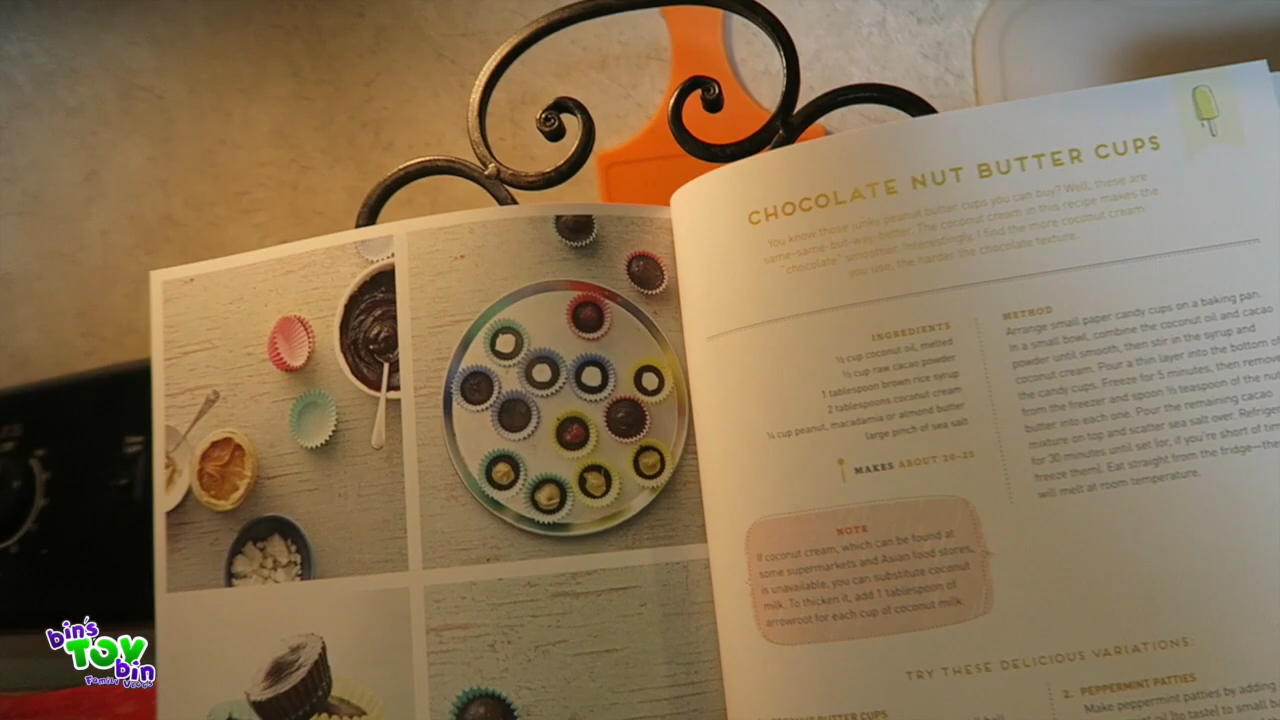 CHOCOLATE NUT BUTTER CUPS
You know those junky peanut butter cups you can buy? Well, these are
same-same-but-way-better. The coconut cream in this recipe makes the
"chocolate" smoother. Interestingly, I find the more coconut cream
you use, the harder the chocolate texture.
INGREDIENTS
½ cup coconut oil, melted
½ cup raw cacao powder
1 tablespoon brown rice syrup
2 tablespoons coconut cream
¼ cup peanut, macadamia or almond butter
large pinch of sea salt
MAKES ABOUT 20–25
NOTE
If coconut cream, which can be found at
some supermarkets and Asian food stores,
is unavailable, you can substitute coconut
milk. To thicken it, add 1 tablespoon of
arrowroot for each cup of coconut milk.
METHOD
Arrange small paper candy cups on a baking pan.
In a small bowl, combine the coconut oil and cacao
powder until smooth, then stir in the syrup and
coconut cream. Pour a thin layer into the bottom of
the candy cups. Freeze for 5 minutes, then remove
from the freezer and spoon ½ teaspoon of the nut
butter into each one. Pour the remaining cacao
mixture on top and scatter sea salt over. Refrige
for 30 minutes until set (or, if you're short of time
freeze them). Eat straight from the fridge—the
will melt at room temperature.
TRY THESE DELICIOUS VARIATIONS:
BUTTER CUPS
2. PEPPERMINT PATTIES
Make peppermint patties by adding
(to taste) to small b
bin's
TOY
bin
Family Vlogs